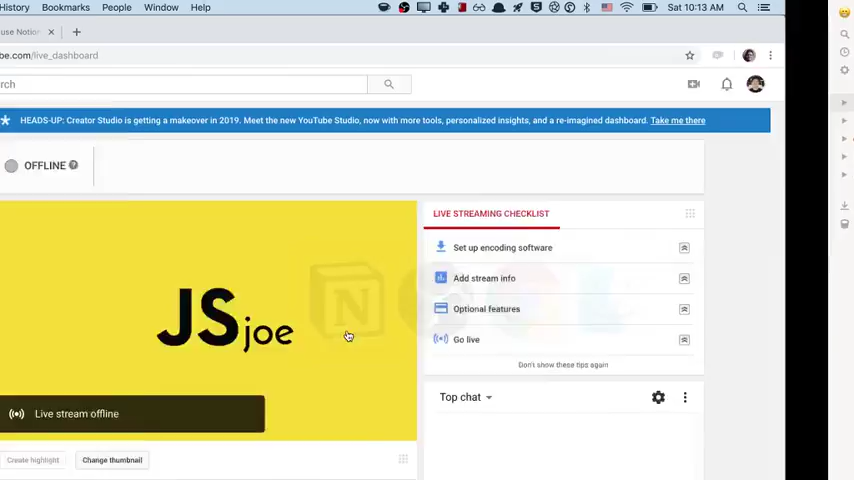 History Bookmarks People Window Help Sat 10:13 AM
use Notion
be.com/live_dashboard
rch
HEADS-UP: Creator Studio is getting a makeover in 2019. Meet the new YouTube Studio, now with more tools, personalized insights, and a re-imagined dashboard. Take me there
OFFLINE
LIVE STREAMING CHECKLIST
Set up encoding software
Add stream info
Optional features
Go live
Don't show these tips again
JSjoe
N
Live stream offline
Top chat
Create highlight Change thumbnail